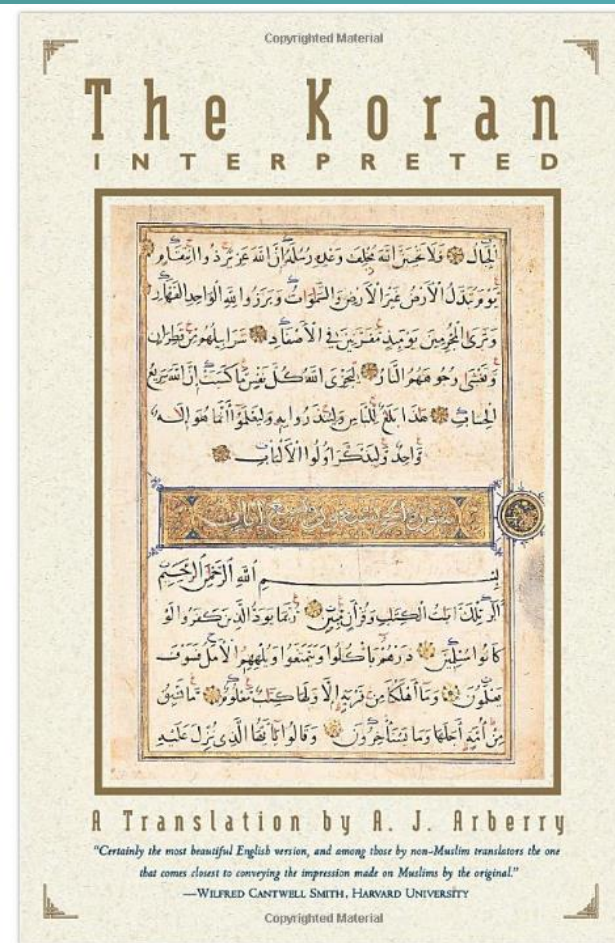 Copyrighted Material
The Koran
INTERPRETED
الجبال فلا تحسبن الله مخلف وعده رسله إن الله عزيز ذو انتقام
يوم تبدل الأرض غير الأرض والسموات وبرزوا لله الواحد القهار
وترى المجرمين يومئذ مقرنين في الأصفاد سرابيلهم من قطران
وتغشى وجوههم النار ليجزي الله كل نفس ما كسبت إن الله سريع
الحساب هذا بلغ للناس ولينذروا به وليعلموا أنما هو إله
واحد وليذكر أولوا الألباب
بسم الله الرحمن الرحيم
الر تلك آيات الكتب وقرآن مبين ربما يود الذين كفروا لو
كانوا مسلمين ذرهم يأكلوا ويتمتعوا ويلههم الأمل فسوف
يعلمون وما أهلكنا من قرية إلا ولها كتاب معلوم ما تسبق
من أمة أجلها وما يستأخرون وقالوا يأيها الذي نزل عليه
A Translation by A. J. Arberry
"Certainly the most beautiful English version, and among those by non-Muslim translators the one
that comes closest to conveying the impression made on Muslims by the original."
—WILFRED CANTWELL SMITH, HARVARD UNIVERSITY
Copyrighted Material